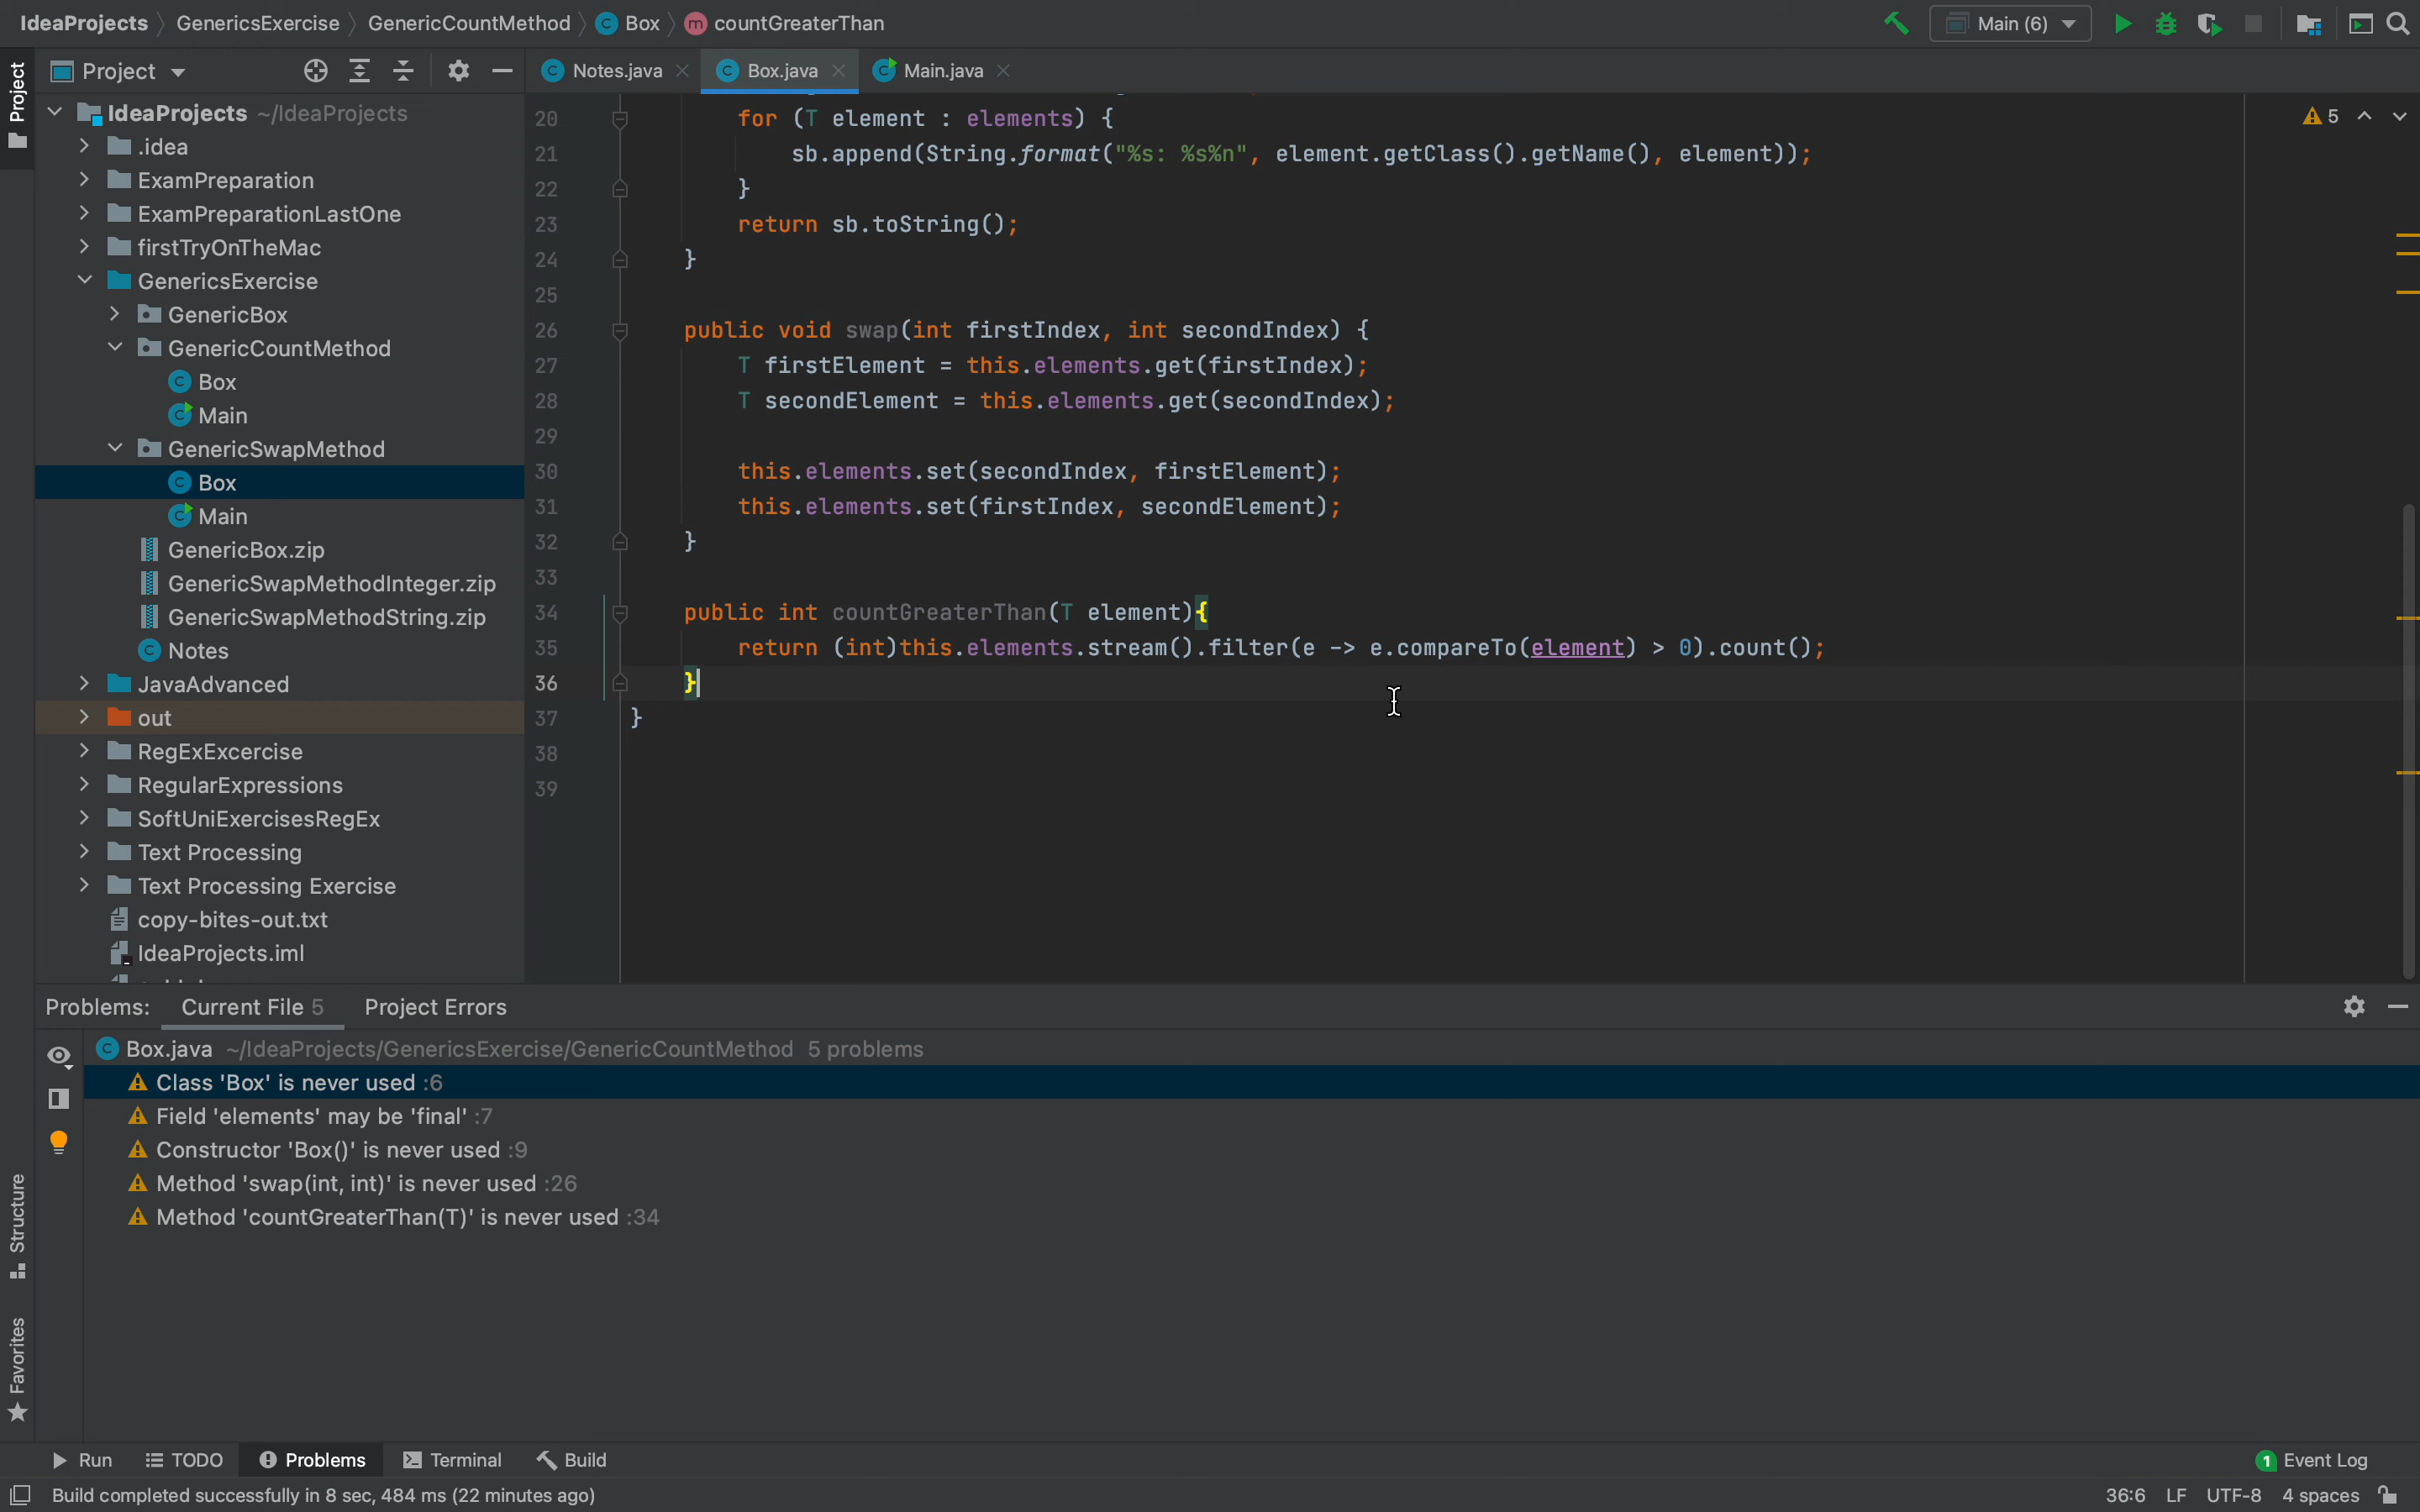 IdeaProjects GenericsExercise GenericCountMethod Box countGreaterThan Main (6)
Project
Project
Notes.java Box.java Main.java
IdeaProjects ~/IdeaProjects
.idea
ExamPreparation
ExamPreparationLastOne
firstTryOnTheMac
GenericsExercise
GenericBox
GenericCountMethod
Box
Main
GenericSwapMethod
Box
Main
GenericBox.zip
GenericSwapMethodInteger.zip
GenericSwapMethodString.zip
Notes
JavaAdvanced
out
RegExExcercise
RegularExpressions
SoftUniExercisesRegEx
Text Processing
Text Processing Exercise
copy-bites-out.txt
IdeaProjects.iml
5
20 for (T element : elements) {
21 sb.append(String.format("%s: %s%n", element.getClass().getName(), element));
22 }
23 return sb.toString();
24 }
25
26 public void swap(int firstIndex, int secondIndex) {
27 T firstElement = this.elements.get(firstIndex);
28 T secondElement = this.elements.get(secondIndex);
29
30 this.elements.set(secondIndex, firstElement);
31 this.elements.set(firstIndex, secondElement);
32 }
33
34 public int countGreaterThan(T element){
35 return (int)this.elements.stream().filter(e -> e.compareTo(element) > 0).count();
36 }
37 }
38
39
Problems: Current File 5 Project Errors
Box.java ~/IdeaProjects/GenericsExercise/GenericCountMethod 5 problems
Class 'Box' is never used :6
Field 'elements' may be 'final' :7
Constructor 'Box()' is never used :9
Method 'swap(int, int)' is never used :26
Method 'countGreaterThan(T)' is never used :34
Structure
Favorites
Run TODO Problems Terminal Build 1 Event Log
Build completed successfully in 8 sec, 484 ms (22 minutes ago) 36:6 LF UTF-8 4 spaces